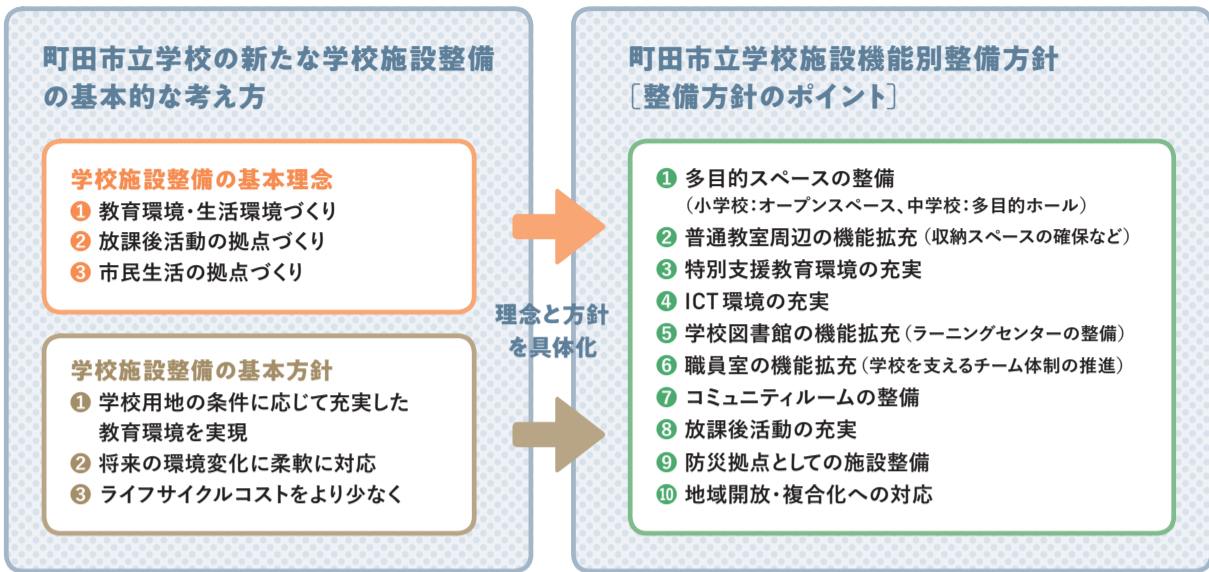 町田市立学校の新たな学校施設整備
の基本的な考え方
学校施設整備の基本理念
❶ 教育環境・生活環境づくり
❷ 放課後活動の拠点づくり
❸ 市民生活の拠点づくり
学校施設整備の基本方針
❶ 学校用地の条件に応じて充実した
教育環境を実現
❷ 将来の環境変化に柔軟に対応
❸ ライフサイクルコストをより少なく
理念と方針
を具体化
町田市立学校施設機能別整備方針
［整備方針のポイント］
❶ 多目的スペースの整備
（小学校：オープンスペース、中学校：多目的ホール）
❷ 普通教室周辺の機能拡充（収納スペースの確保など）
❸ 特別支援教育環境の充実
❹ ICT環境の充実
❺ 学校図書館の機能拡充（ラーニングセンターの整備）
❻ 職員室の機能拡充（学校を支えるチーム体制の推進）
❼ コミュニティルームの整備
❽ 放課後活動の充実
❾ 防災拠点としての施設整備
❿ 地域開放・複合化への対応